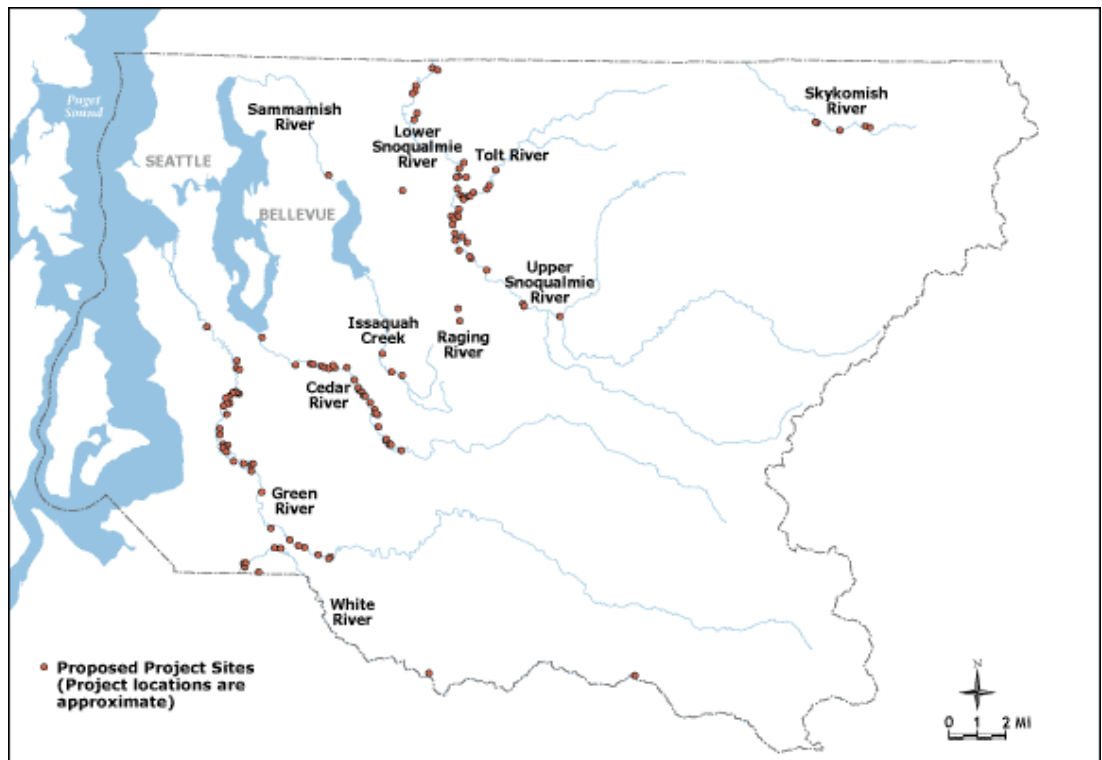 Puget
Sound
SEATTLE
Sammamish
River
BELLEVUE
Lower
Snoqualmie
River
Tolt River
Skykomish
River
Upper
Snoqualmie
River
Issaquah
Creek
Raging
River
Cedar
River
Green
River
White
River
Proposed Project Sites
(Project locations are
approximate)
N
0 1 2 MI